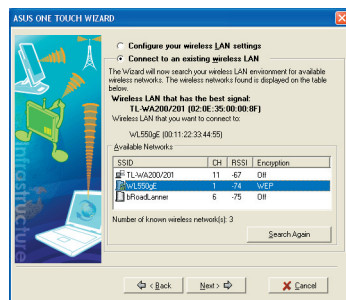 ASUS ONE TOUCH WIZARD
Configure your wireless LAN settings
Connect to an existing wireless LAN
The Wizard will now search your wireless LAN environment for available
wireless networks. The wireless networks found is displayed on the table
below.
Wireless LAN that has the best signal:
TL-WA200/201 (02:0E:35:00:00:8F)
Wireless LAN that you want to connect to:
WL550gE (00:11:22:33:44:55)
Available Networks
SSID CH RSSI Encryption
TL-WA200/201 11 -67 Off
WL550gE 1 -74 WEP
bRoadLanner 6 -75 Off
Number of known wireless network(s): 3
Search Again
Infrastructure
< Back Next > Cancel